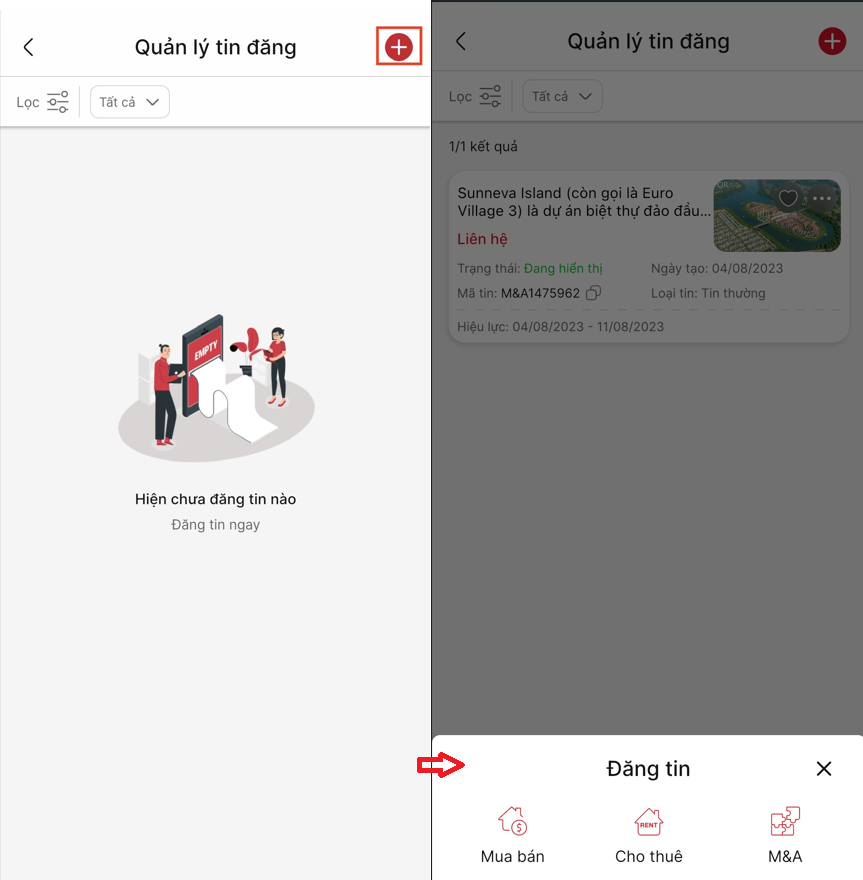 Quản lý tin đăng
Lọc
Tất cả
EMPTY
Hiện chưa đăng tin nào
Đăng tin ngay
Quản lý tin đăng
Lọc
Tất cả
1/1 kết quả
Sunneva Island (còn gọi là Euro
Village 3) là dự án biệt thự đảo đầu...
Liên hệ
Trạng thái: Đang hiển thị
Ngày tạo: 04/08/2023
Mã tin: M&A1475962
Loại tin: Tin thường
Hiệu lực: 04/08/2023 - 11/08/2023
Đăng tin
RENT
Mua bán
Cho thuê
M&A